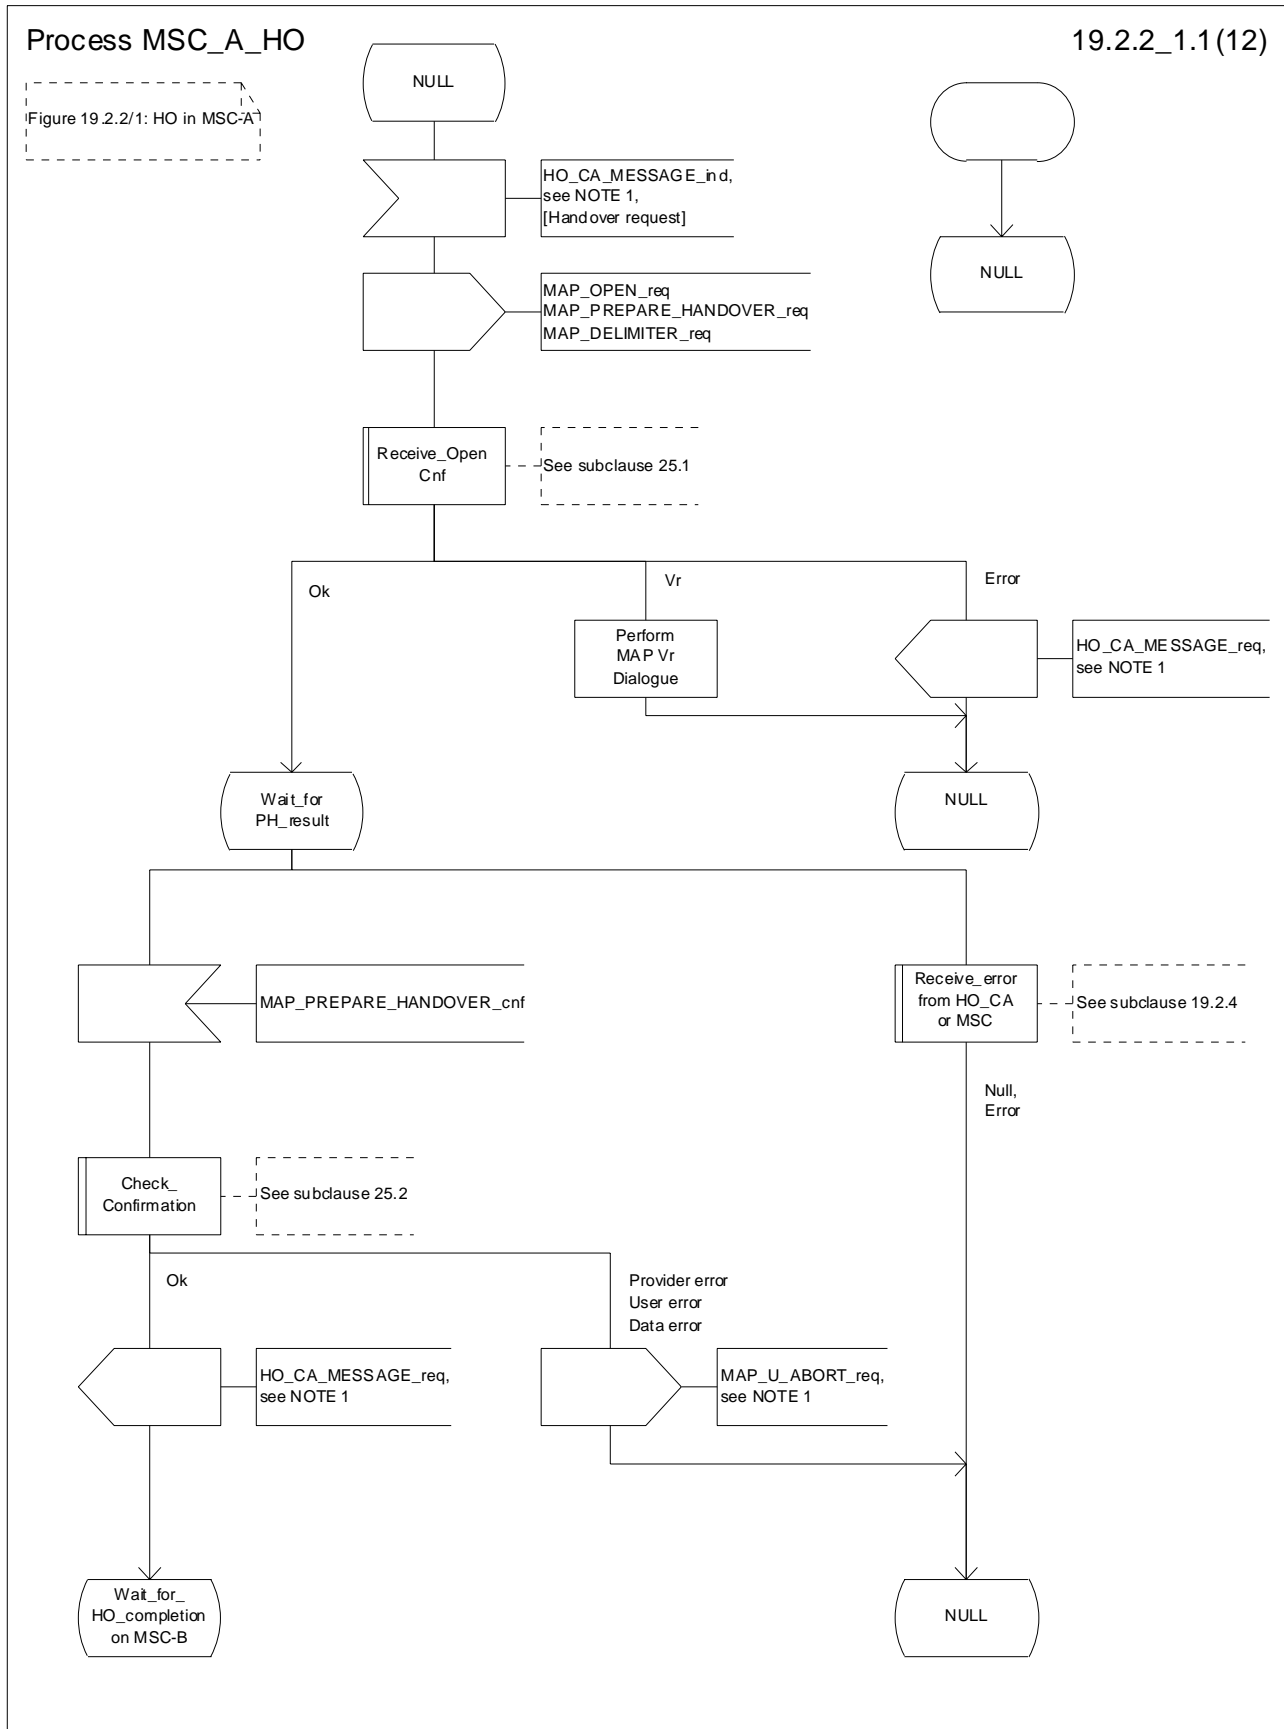 Process MSC_A_HO
19.2.2_1.1(12)
Figure 19.2.2/1: HO in MSC-A
NULL
HO_CA_MESSAGE_ind,
see NOTE 1,
[Handover request]
NULL
MAP_OPEN_req
MAP_PREPARE_HANDOVER_req
MAP_DELIMITER_req
Receive_Open
Cnf
See subclause 25.1
Ok
Vr
Error
Perform
MAP Vr
Dialogue
HO_CA_MESSAGE_req,
see NOTE 1
Wait_for
PH_result
NULL
MAP_PREPARE_HANDOVER_cnf
Receive_error
from HO_CA
or MSC
See subclause 19.2.4
Null,
Error
Check_
Confirmation
See subclause 25.2
Ok
Provider error
User error
Data error
HO_CA_MESSAGE_req,
see NOTE 1
MAP_U_ABORT_req,
see NOTE 1
Wait_for_
HO_completion
on MSC-B
NULL